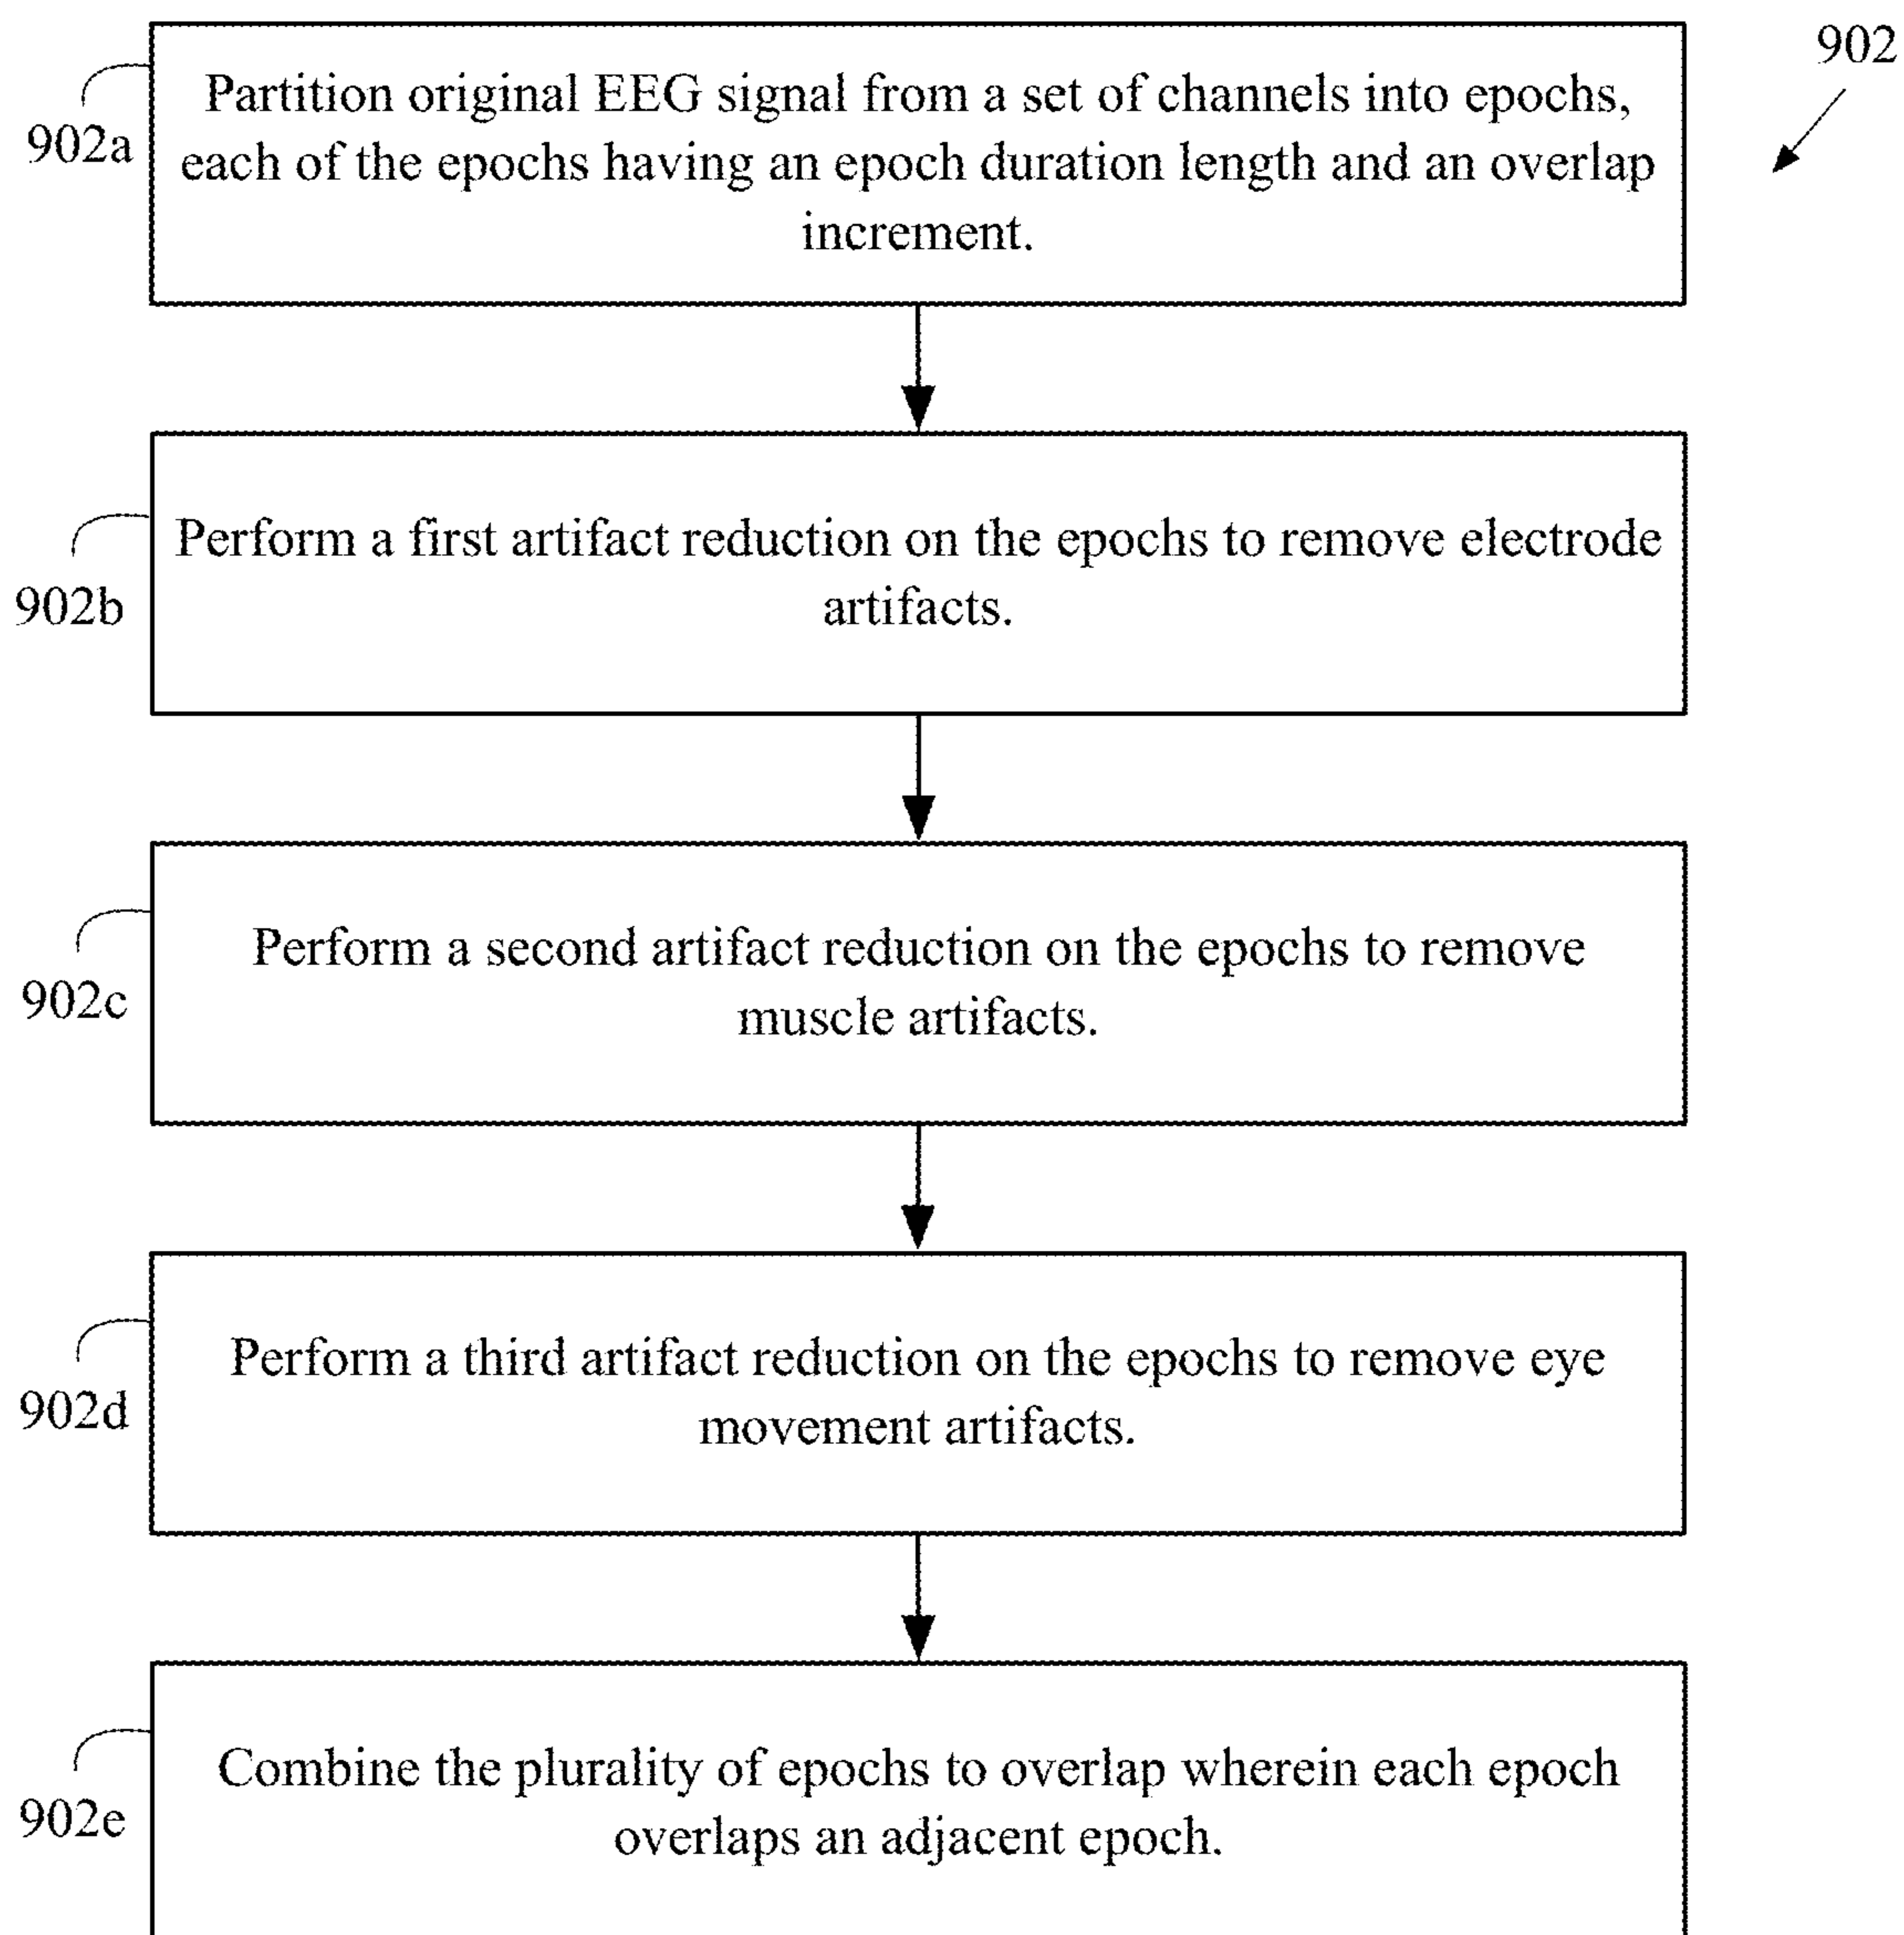 902
902a
Partition original EEG signal from a set of channels into epochs,
each of the epochs having an epoch duration length and an overlap
increment.
902b
Perform a first artifact reduction on the epochs to remove electrode
artifacts.
902c
Perform a second artifact reduction on the epochs to remove
muscle artifacts.
902d
Perform a third artifact reduction on the epochs to remove eye
movement artifacts.
902e
Combine the plurality of epochs to overlap wherein each epoch
overlaps an adjacent epoch.